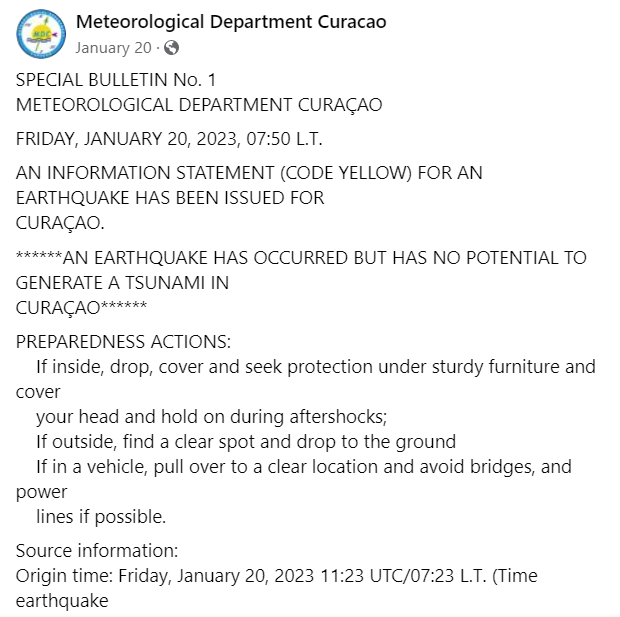 Meteorological Department Curacao
January 20 ·
SPECIAL BULLETIN No. 1
METEOROLOGICAL DEPARTMENT CURAÇAO
FRIDAY, JANUARY 20, 2023, 07:50 L.T.
AN INFORMATION STATEMENT (CODE YELLOW) FOR AN
EARTHQUAKE HAS BEEN ISSUED FOR
CURAÇAO.
******AN EARTHQUAKE HAS OCCURRED BUT HAS NO POTENTIAL TO
GENERATE A TSUNAMI IN
CURAÇAO******
PREPAREDNESS ACTIONS:
If inside, drop, cover and seek protection under sturdy furniture and
cover
your head and hold on during aftershocks;
If outside, find a clear spot and drop to the ground
If in a vehicle, pull over to a clear location and avoid bridges, and
power
lines if possible.
Source information:
Origin time: Friday, January 20, 2023 11:23 UTC/07:23 L.T. (Time
earthquake